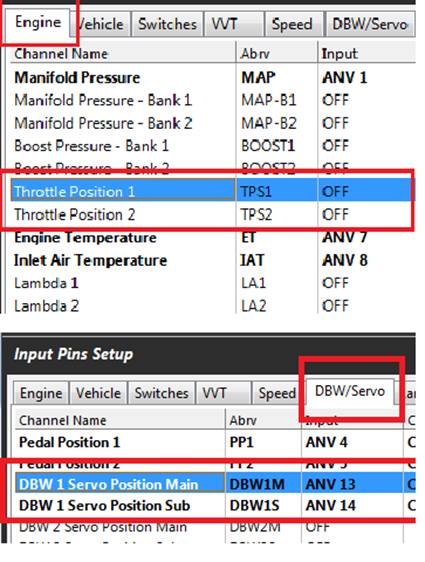 Engine Vehicle Switches VVT Speed DBW/Servo
Channel Name Abrv Input
Manifold Pressure MAP ANV 1
Manifold Pressure - Bank 1 MAP-B1 OFF
Manifold Pressure - Bank 2 MAP-B2 OFF
Boost Pressure - Bank 1 BOOST1 OFF
Boost Pressure - Bank 2 BOOST2 OFF
Throttle Position 1 TPS1 OFF
Throttle Position 2 TPS2 OFF
Engine Temperature ET ANV 7
Inlet Air Temperature IAT ANV 8
Lambda 1 LA1 OFF
Lambda 2 LA2 OFF
Input Pins Setup
Engine Vehicle Switches VVT Speed DBW/Servo
Channel Name Abrv Input C
Pedal Position 1 PP1 ANV 4 C
Pedal Position 2 PP2 ANV 5 C
DBW 1 Servo Position Main DBW1M ANV 13 C
DBW 1 Servo Position Sub DBW1S ANV 14 C
DBW 2 Servo Position Main DBW2M OFF